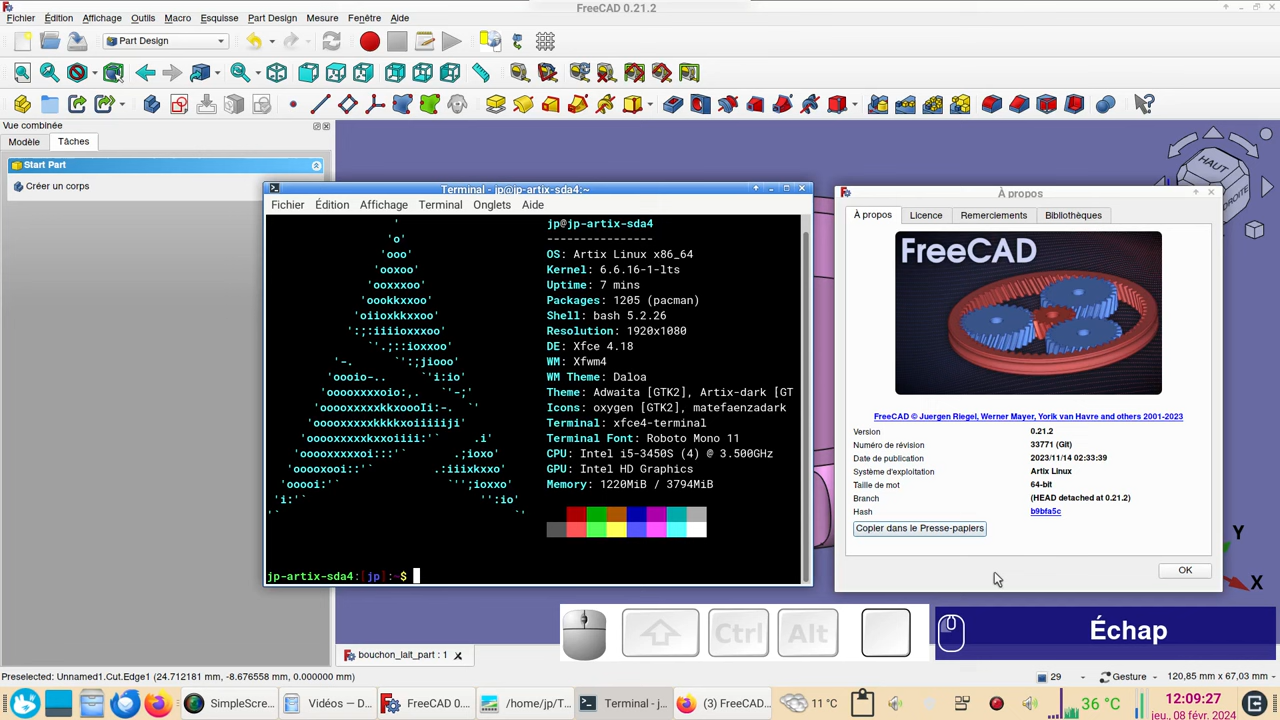 FreeCAD 0.21.2
Fichier Édition Affichage Outils Macro Esquisse Part Design Mesure Fenêtre Aide
Part Design
Vue combinée
Modèle Tâches
Start Part
Créer un corps
HAUT
DROITE
Terminal - jp@jp-artix-sda4:~
Fichier Édition Affichage Terminal Onglets Aide
jp@jp-artix-sda4
----------------
OS: Artix Linux x86_64
Kernel: 6.6.16-1-lts
Uptime: 7 mins
Packages: 1205 (pacman)
Shell: bash 5.2.26
Resolution: 1920x1080
DE: Xfce 4.18
WM: Xfwm4
WM Theme: Daloa
Theme: Adwaita [GTK2], Artix-dark [GT
Icons: oxygen [GTK2], matefaenzadark
Terminal: xfce4-terminal
Terminal Font: Roboto Mono 11
CPU: Intel i5-3450S (4) @ 3.500GHz
GPU: Intel HD Graphics
Memory: 1220MiB / 3794MiB
jp-artix-sda4:[jp]:~$
À propos
À propos Licence Remerciements Bibliothèques
FreeCAD
FreeCAD © Juergen Riegel, Werner Mayer, Yorik van Havre and others 2001-2023
Version 0.21.2
Numéro de révision 33771 (Git)
Date de publication 2023/11/14 02:33:39
Système d'exploitation Artix Linux
Taille de mot 64-bit
Branch (HEAD detached at 0.21.2)
Hash b9bfa5c
Copier dans le Presse-papiers
OK
Y
X
Ctrl Alt
Échap
bouchon_lait_part : 1
Preselected: Unnamed1.Cut.Edge1 (24.712181 mm, -8.676558 mm, 0.000000 mm)
29 Gesture 120,85 mm x 67,03 mm
SimpleScre... Vidéos — D... FreeCAD 0... /home/jp/T... Terminal - j... (3) FreeCAD... 11 °C 36 °C
12:09:27
jeu., 08 févr. 2024